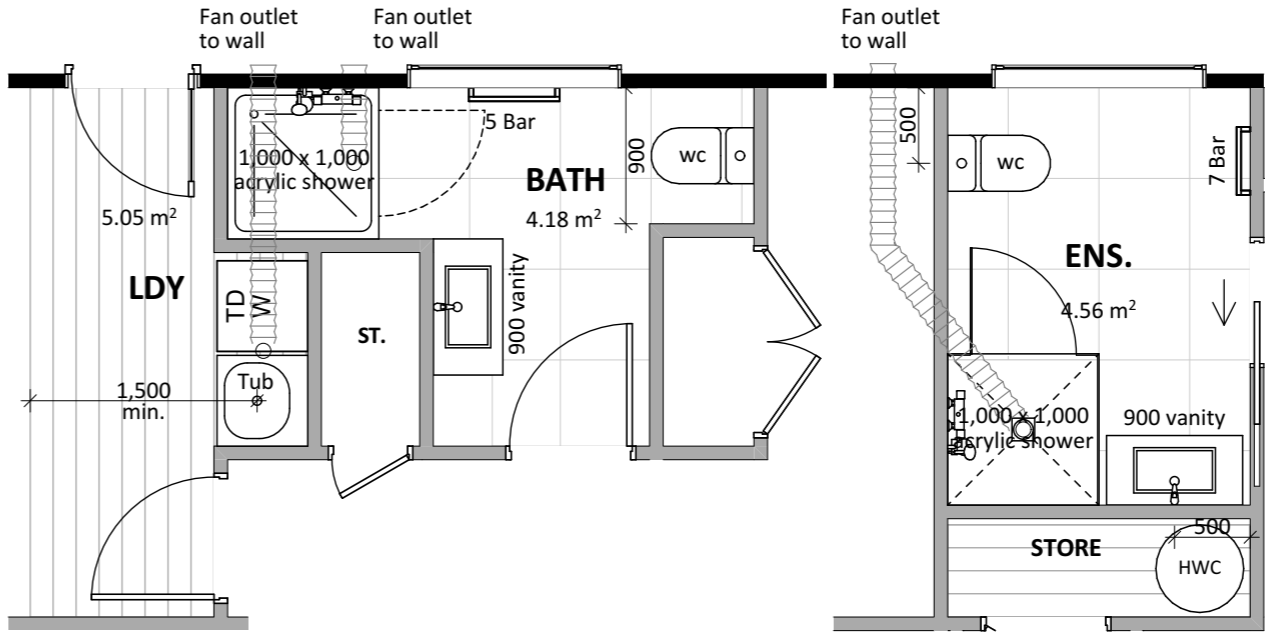 Fan outlet
to wall
Fan outlet
to wall
Fan outlet
to wall
5 Bar
1,000 x 1,000
acrylic shower
900
wc
BATH
4.18 m²
5.05 m²
LDY
TD
W
ST.
900 vanity
Tub
1,500
min.
500
wc
7 Bar
ENS.
4.56 m²
1,000 x 1,000
acrylic shower
900 vanity
STORE
500
HWC